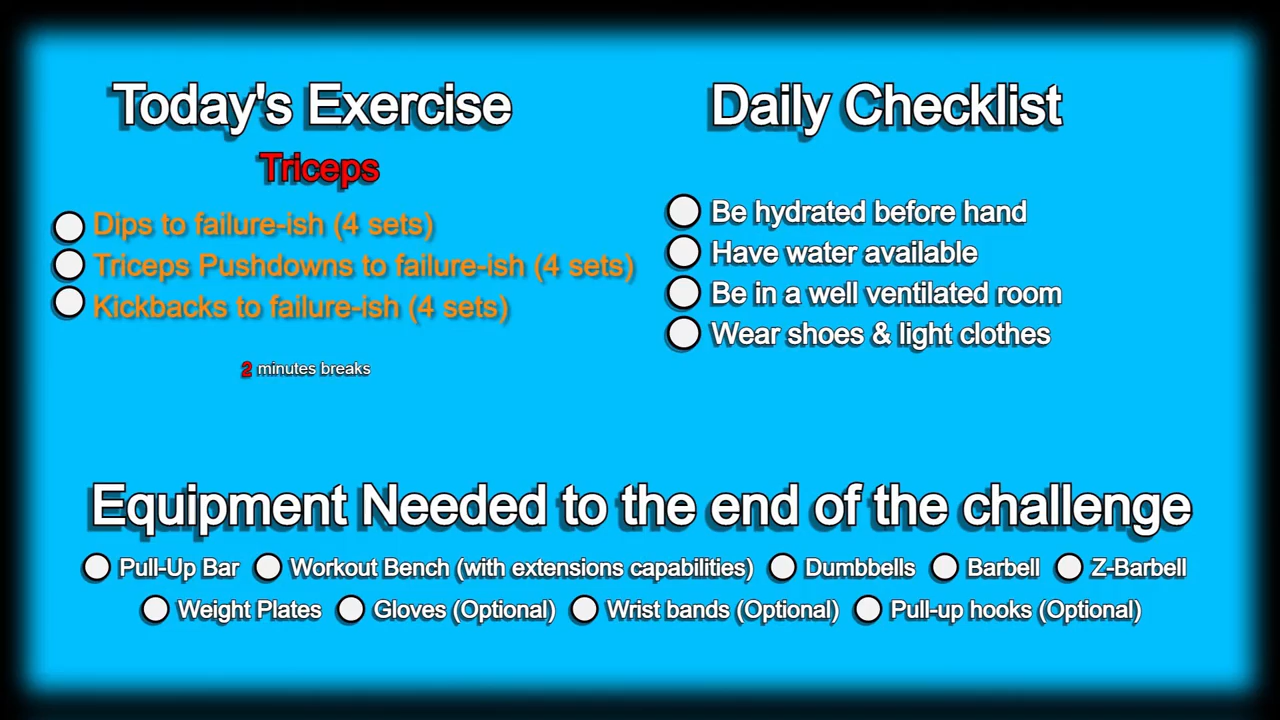 Today's Exercise
Triceps
Dips to failure-ish (4 sets)
Triceps Pushdowns to failure-ish (4 sets)
Kickbacks to failure-ish (4 sets)
2 minutes breaks
Daily Checklist
Be hydrated before hand
Have water available
Be in a well ventilated room
Wear shoes & light clothes
Equipment Needed to the end of the challenge
Pull-Up Bar Workout Bench (with extensions capabilities) Dumbbells Barbell Z-Barbell
Weight Plates Gloves (Optional) Wrist bands (Optional) Pull-up hooks (Optional)